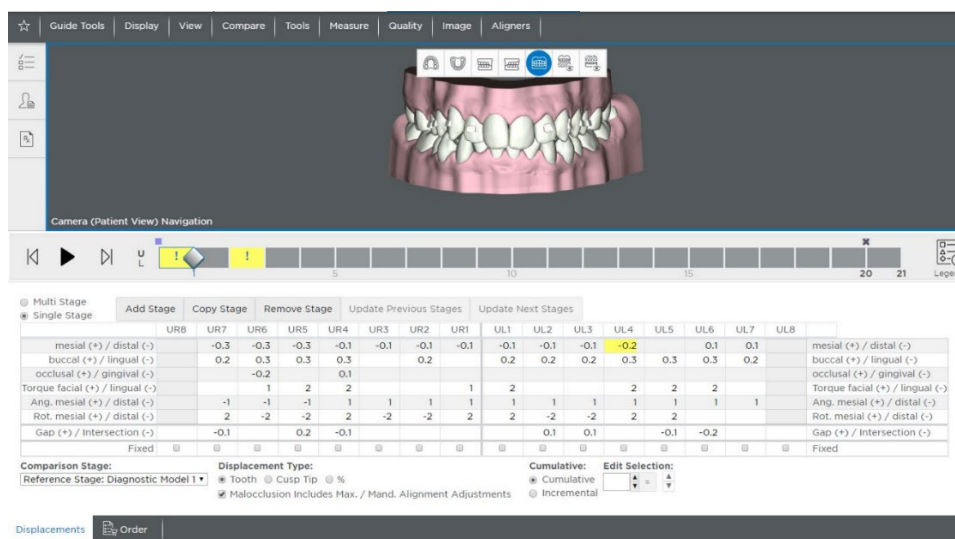 Guide Tools Display View Compare Tools Measure Quality Image Aligners
Camera (Patient View) Navigation
U
L
! !
1 5 10 15 20 21
Multi Stage
Single Stage
Add Stage Copy Stage Remove Stage Update Previous Stages Update Next Stages
UR8 UR7 UR6 UR5 UR4 UR3 UR2 UR1 UL1 UL2 UL3 UL4 UL5 UL6 UL7 UL8
mesial (+) / distal (-) -0.3 -0.3 -0.3 -0.1 -0.1 -0.1 -0.1 -0.1 -0.1 -0.1 -0.2 0.1 0.1 mesial (+) / distal (-)
buccal (+) / lingual (-) 0.2 0.3 0.3 0.3 0.2 0.2 0.2 0.2 0.3 0.3 0.3 0.2 buccal (+) / lingual (-)
occlusal (+) / gingival (-) -0.2 0.1 occlusal (+) / gingival (-)
Torque facial (+) / lingual (-) 1 2 2 1 2 2 2 2 Torque facial (+) / lingual (-)
Ang. mesial (+) / distal (-) -1 -1 -1 1 1 1 1 1 1 1 1 1 1 1 Ang. mesial (+) / distal (-)
Rot. mesial (+) / distal (-) 2 -2 -2 2 -2 -2 2 2 -2 -2 2 2 Rot. mesial (+) / distal (-)
Gap (+) / Intersection (-) -0.1 0.2 -0.1 0.1 0.1 -0.1 -0.2 Gap (+) / Intersection (-)
Fixed Fixed
Comparison Stage: Displacement Type: Cumulative: Edit Selection:
Reference Stage: Diagnostic Model 1 Tooth Cusp Tip % Cumulative =
Malocclusion Includes Max. / Mand. Alignment Adjustments Incremental
Displacements Order